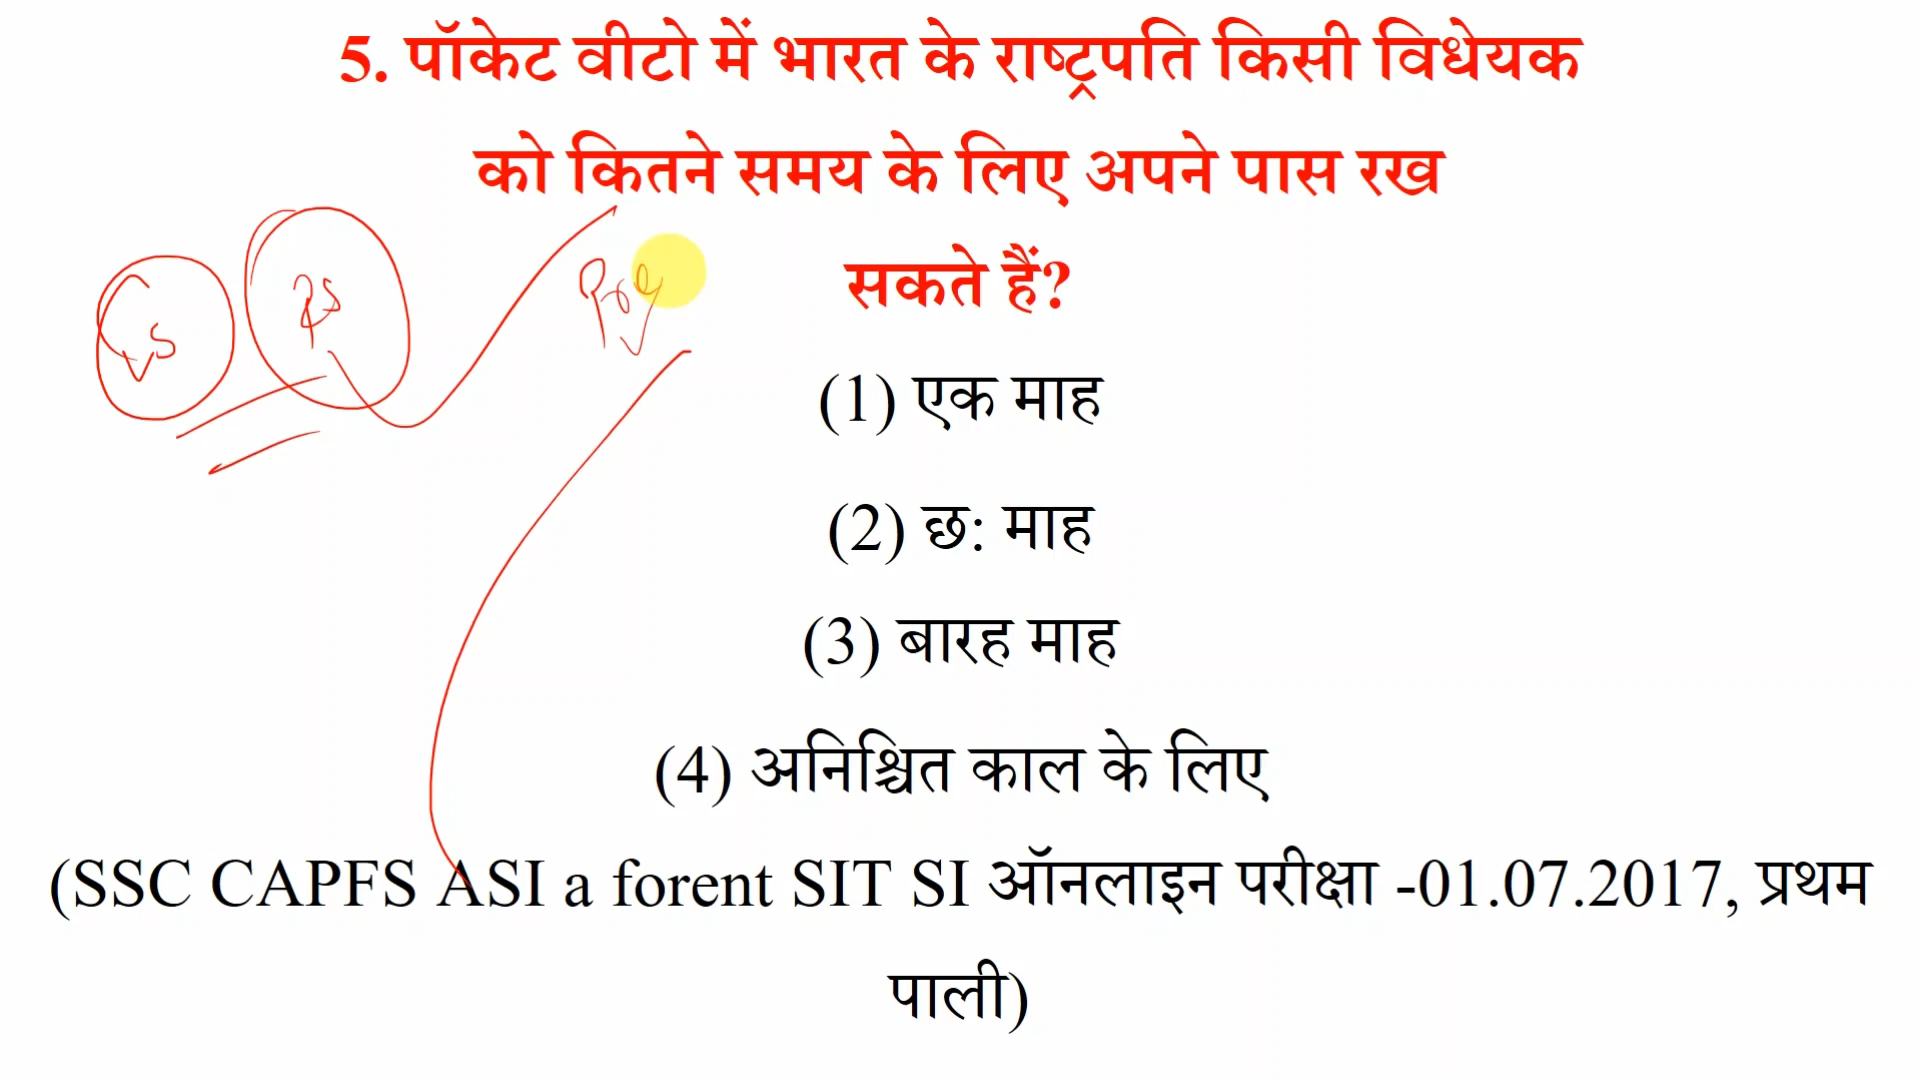 5. पॉकेट वीटो में भारत के राष्ट्रपति किसी विधेयक
को कितने समय के लिए अपने पास रख
सकते हैं?
(1) एक माह
(2) छ: माह
(3) बारह माह
(4) अनिश्चित काल के लिए
(SSC CAPFS ASI a forent SIT SI ऑनलाइन परीक्षा -01.07.2017, प्रथम
पाली)